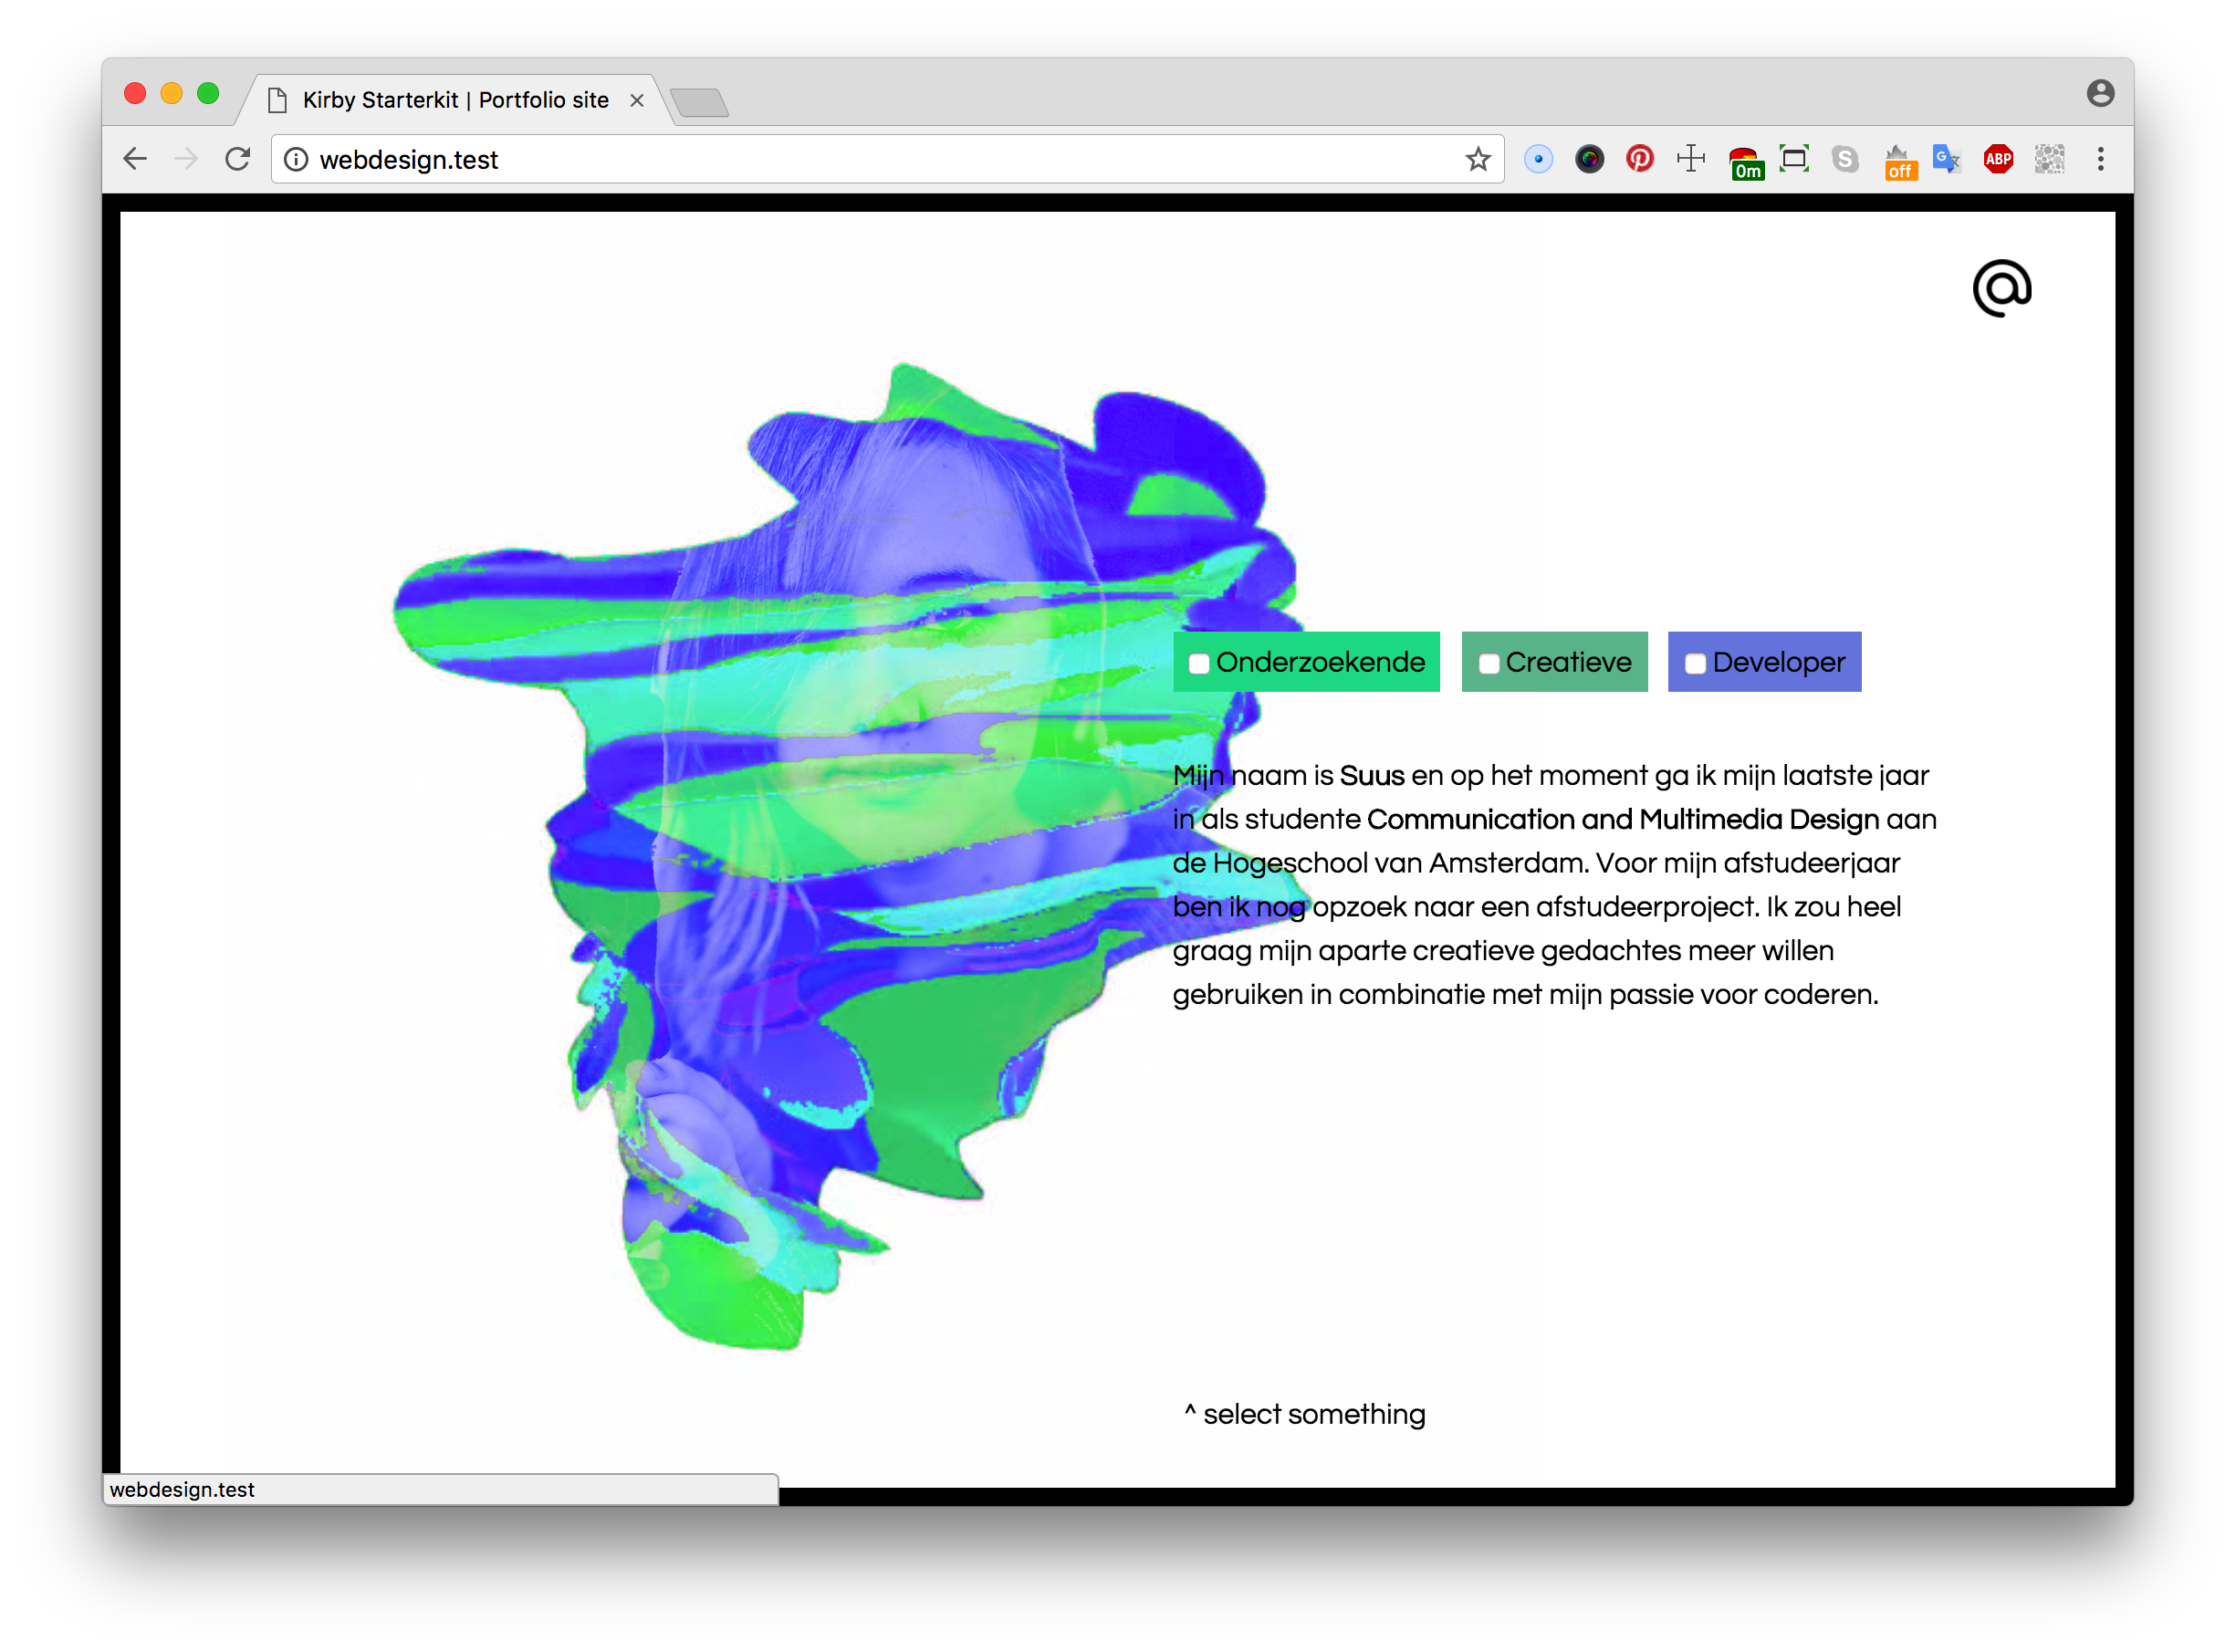 Kirby Starterkit | Portfolio site
webdesign.test
0m
S
off
G
ABP
@
Onderzoekende Creatieve Developer
Mijn naam is Suus en op het moment ga ik mijn laatste jaar
in als studente Communication and Multimedia Design aan
de Hogeschool van Amsterdam. Voor mijn afstudeerjaar
ben ik nog opzoek naar een afstudeerproject. Ik zou heel
graag mijn aparte creatieve gedachtes meer willen
gebruiken in combinatie met mijn passie voor coderen.
^ select something
webdesign.test